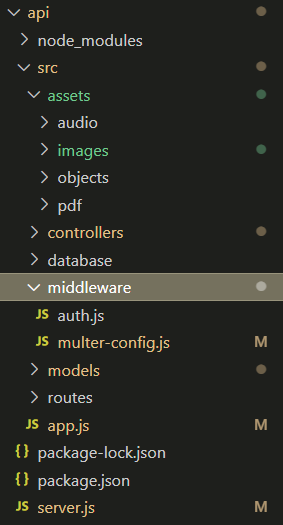 api
node_modules
src
assets
audio
images
objects
pdf
controllers
database
middleware
JS auth.js
JS multer-config.js M
models
routes
JS app.js M
package-lock.json
package.json
JS server.js M